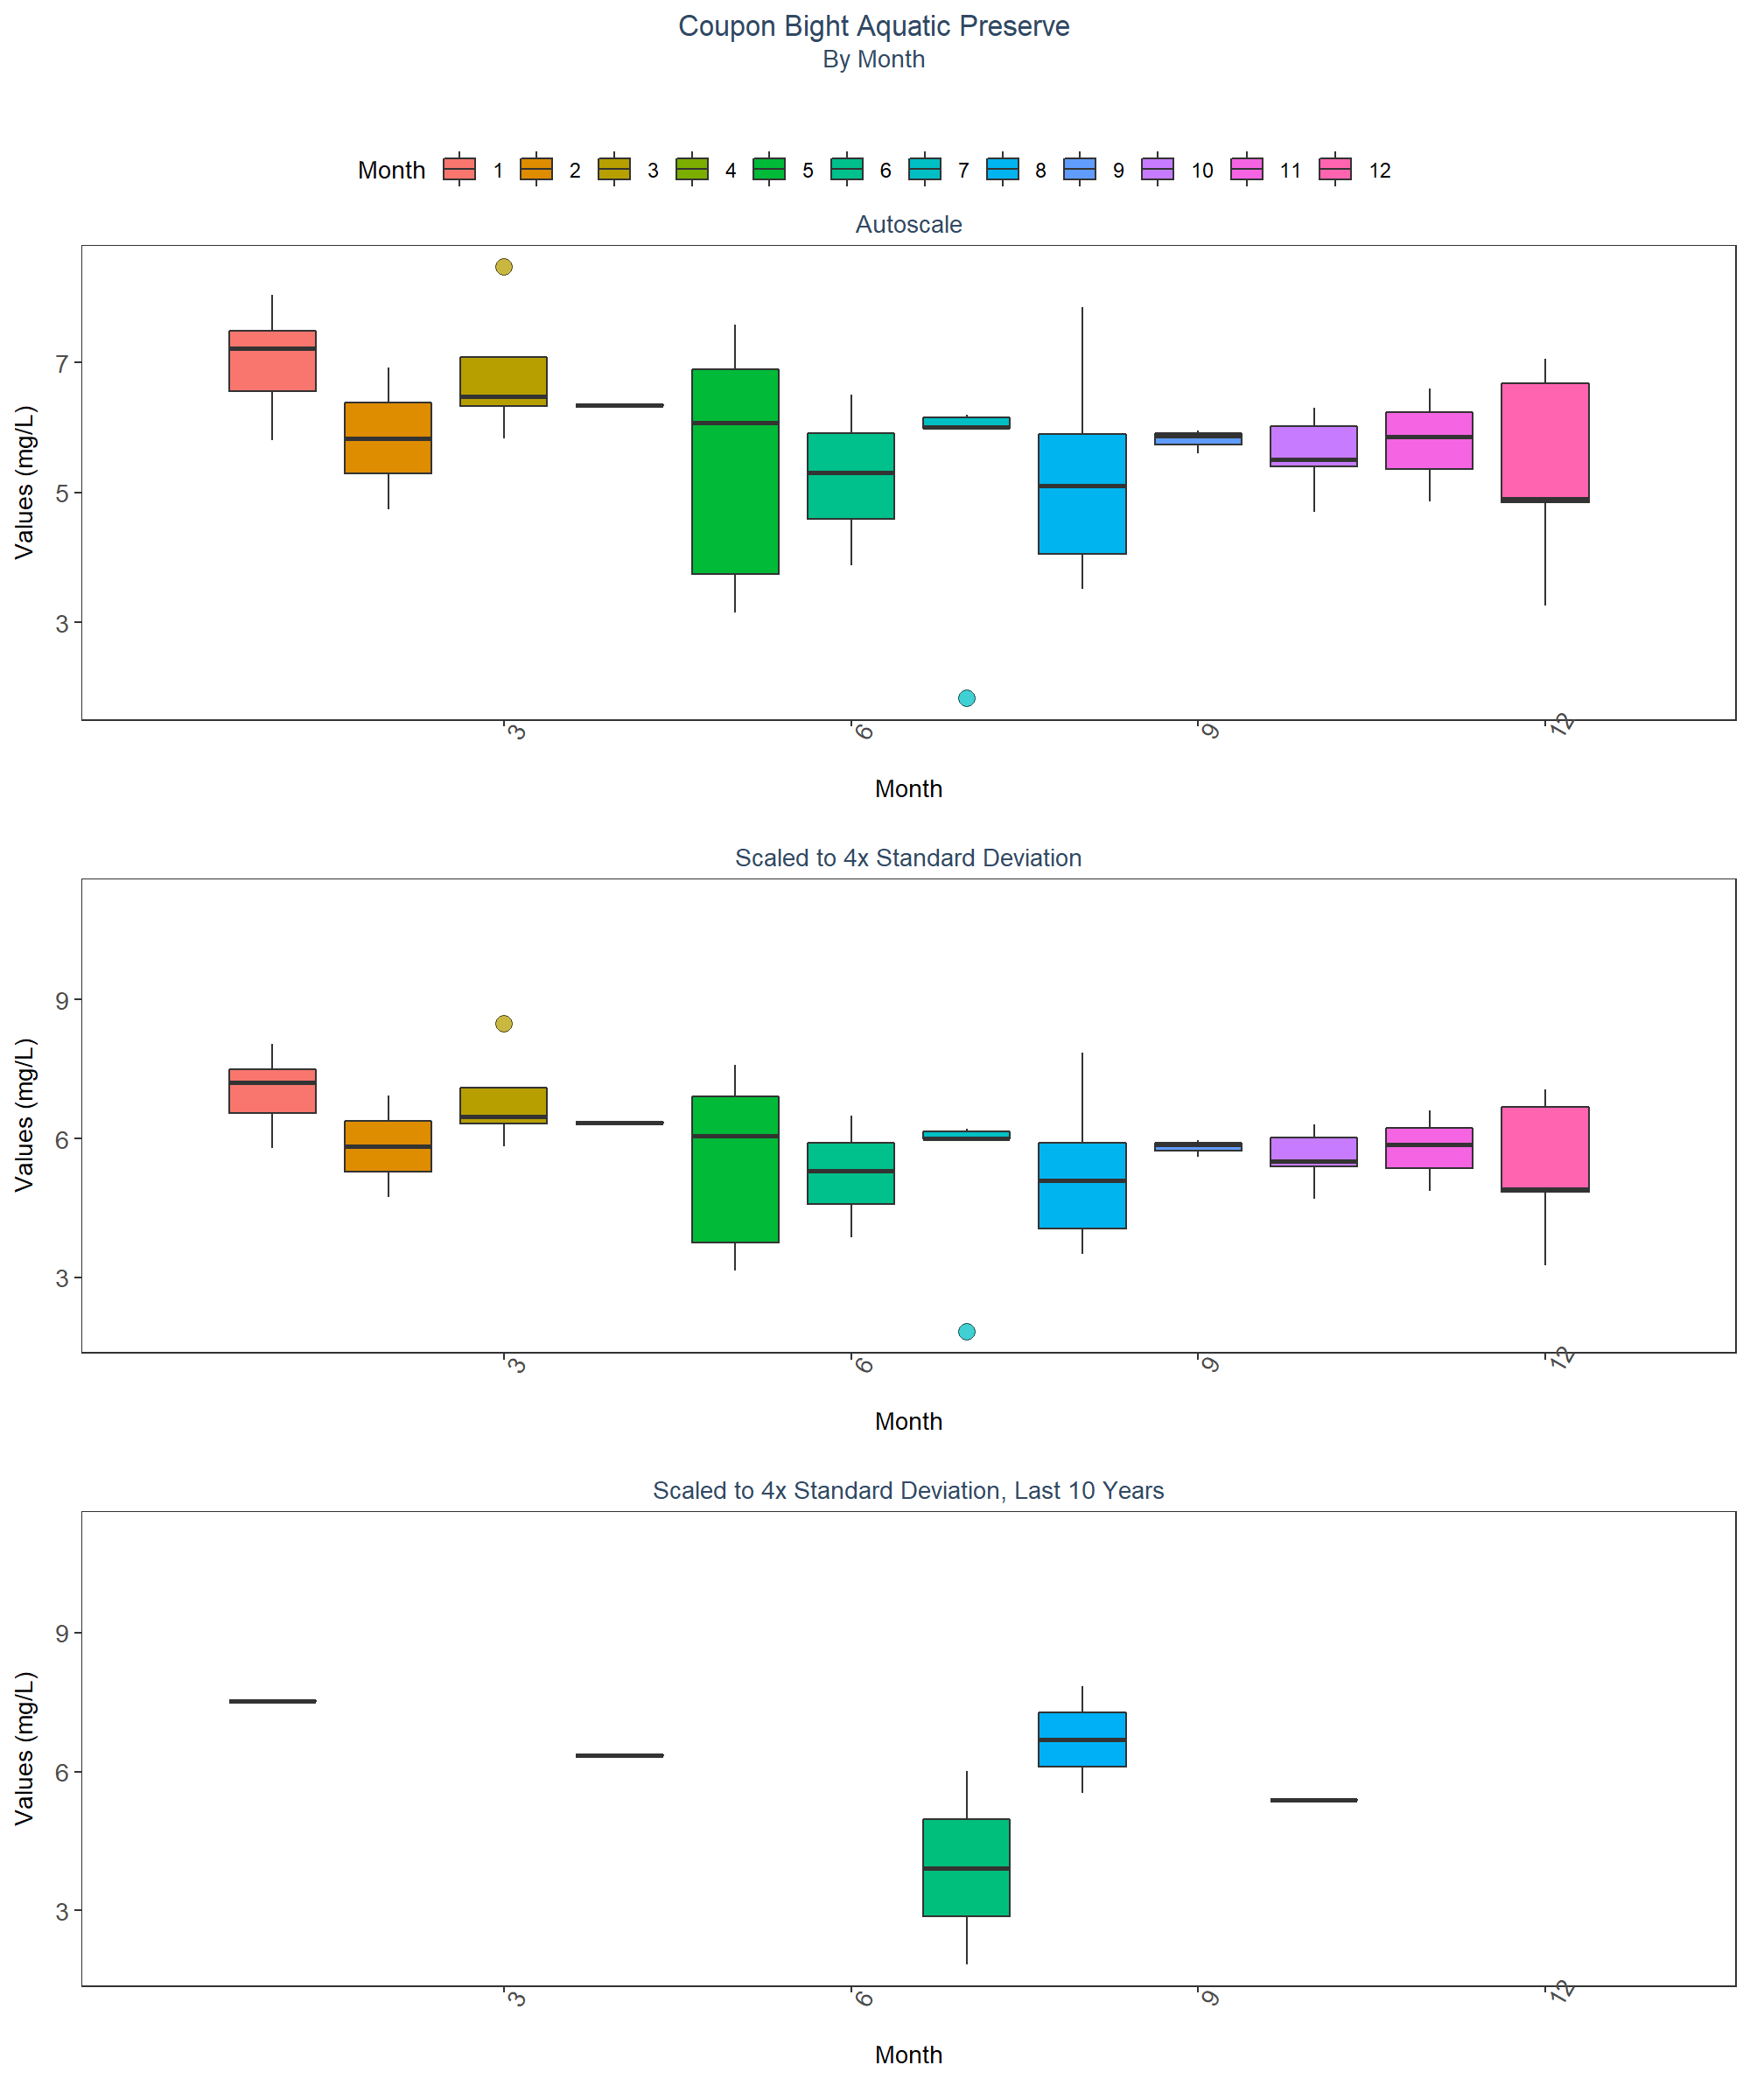 Coupon Bight Aquatic Preserve
By Month
Month 1 2 3 4 5 6 7 8 9 10 11 12
Autoscale
Values (mg/L)
7
5
3
3 6 9 12
Month
Scaled to 4x Standard Deviation
Values (mg/L)
9
6
3
3 6 9 12
Month
Scaled to 4x Standard Deviation, Last 10 Years
Values (mg/L)
9
6
3
3 6 9 12
Month